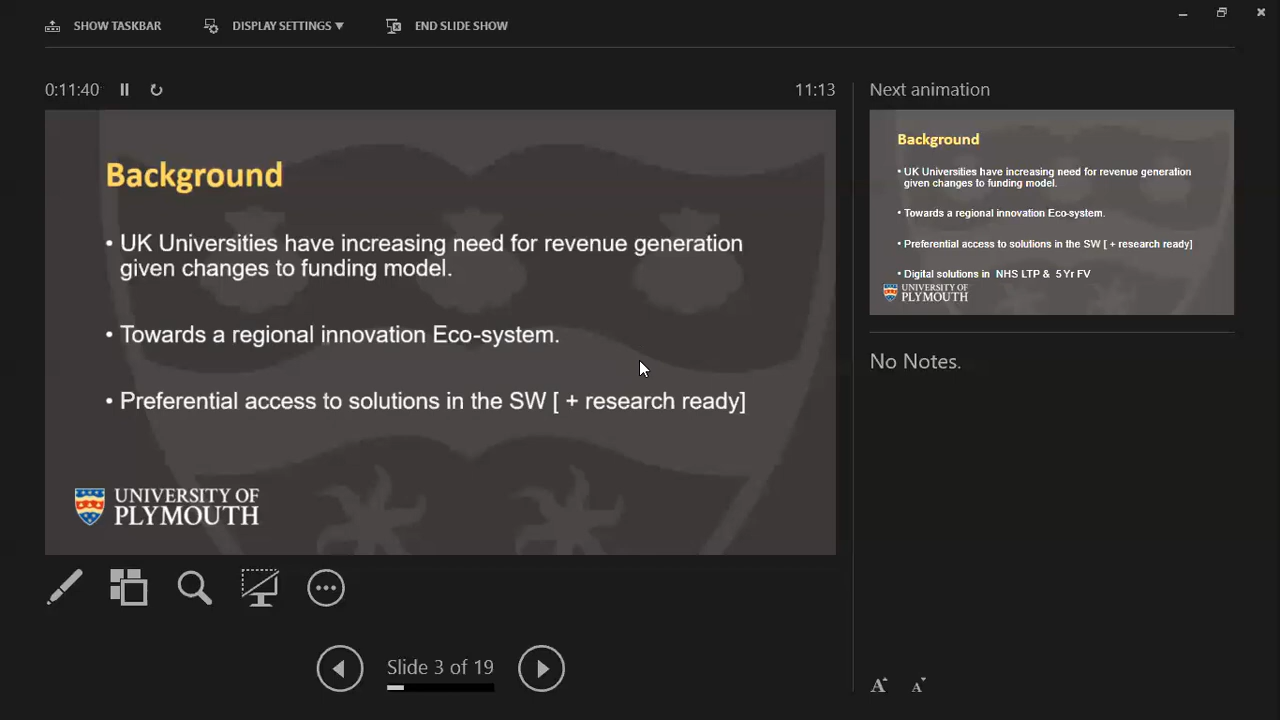 SHOW TASKBAR
DISPLAY SETTINGS ▼
END SLIDE SHOW
0:11:40
11:13
Background
• UK Universities have increasing need for revenue generation
given changes to funding model.
• Towards a regional innovation Eco-system.
• Preferential access to solutions in the SW [ + research ready]
UNIVERSITY OF
PLYMOUTH
Slide 3 of 19
Next animation
Background
• UK Universities have increasing need for revenue generation
given changes to funding model.
• Towards a regional innovation Eco-system.
• Preferential access to solutions in the SW [ + research ready]
• Digital solutions in NHS LTP & 5 Yr FV
UNIVERSITY OF
PLYMOUTH
No Notes.
A A